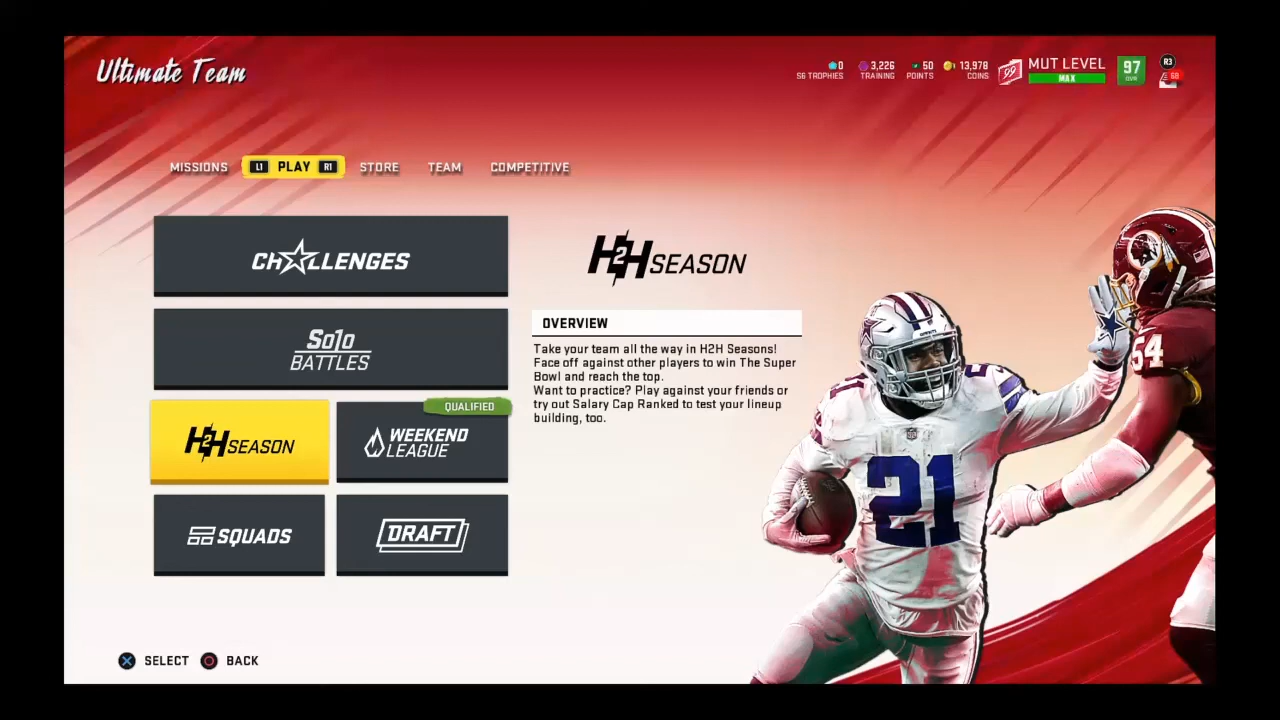 Ultimate Team
0 3,226 50 13,978
S6 TROPHIES TRAINING POINTS COINS
99
MUT LEVEL
MAX
97
OVR
R3
MISSIONS L1 PLAY R1 STORE TEAM COMPETITIVE
CHALLENGES
Solo
BATTLES
H2H SEASON
QUALIFIED
WEEKEND
LEAGUE
SQUADS
DRAFT
H2H SEASON
OVERVIEW
Take your team all the way in H2H Seasons!
Face off against other players to win The Super
Bowl and reach the top.
Want to practice? Play against your friends or
try out Salary Cap Ranked to test your lineup
building, too.
21
21
54
SELECT BACK